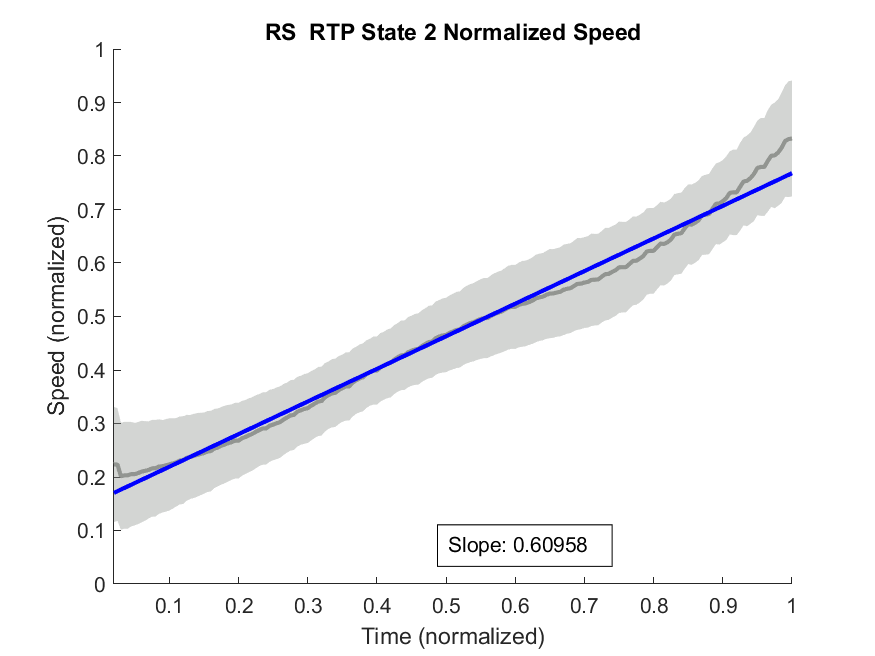 RS  RTP State 2 Normalized Speed
1
0.9
0.8
0.7
0.6
0.5
0.4
0.3
0.2
0.1
0
Speed (normalized)
Slope: 0.60958
0.1 0.2 0.3 0.4 0.5 0.6 0.7 0.8 0.9 1
Time (normalized)